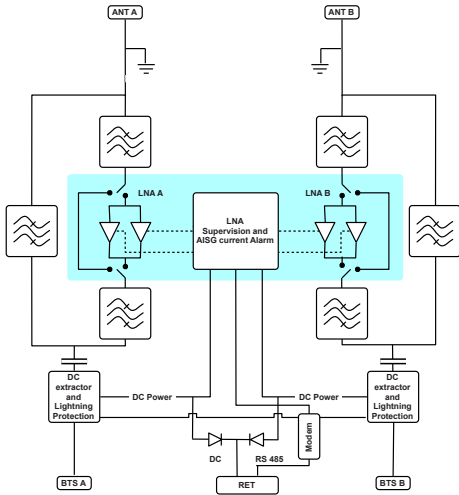 ANT A
ANT B
LNA A
LNA
Supervision and
AISG current Alarm
LNA B
DC
extractor
and
Lightning
Protection
DC Power
DC Power
DC
extractor
and
Lightning
Protection
Modem
DC
RS 485
BTS A
RET
BTS B